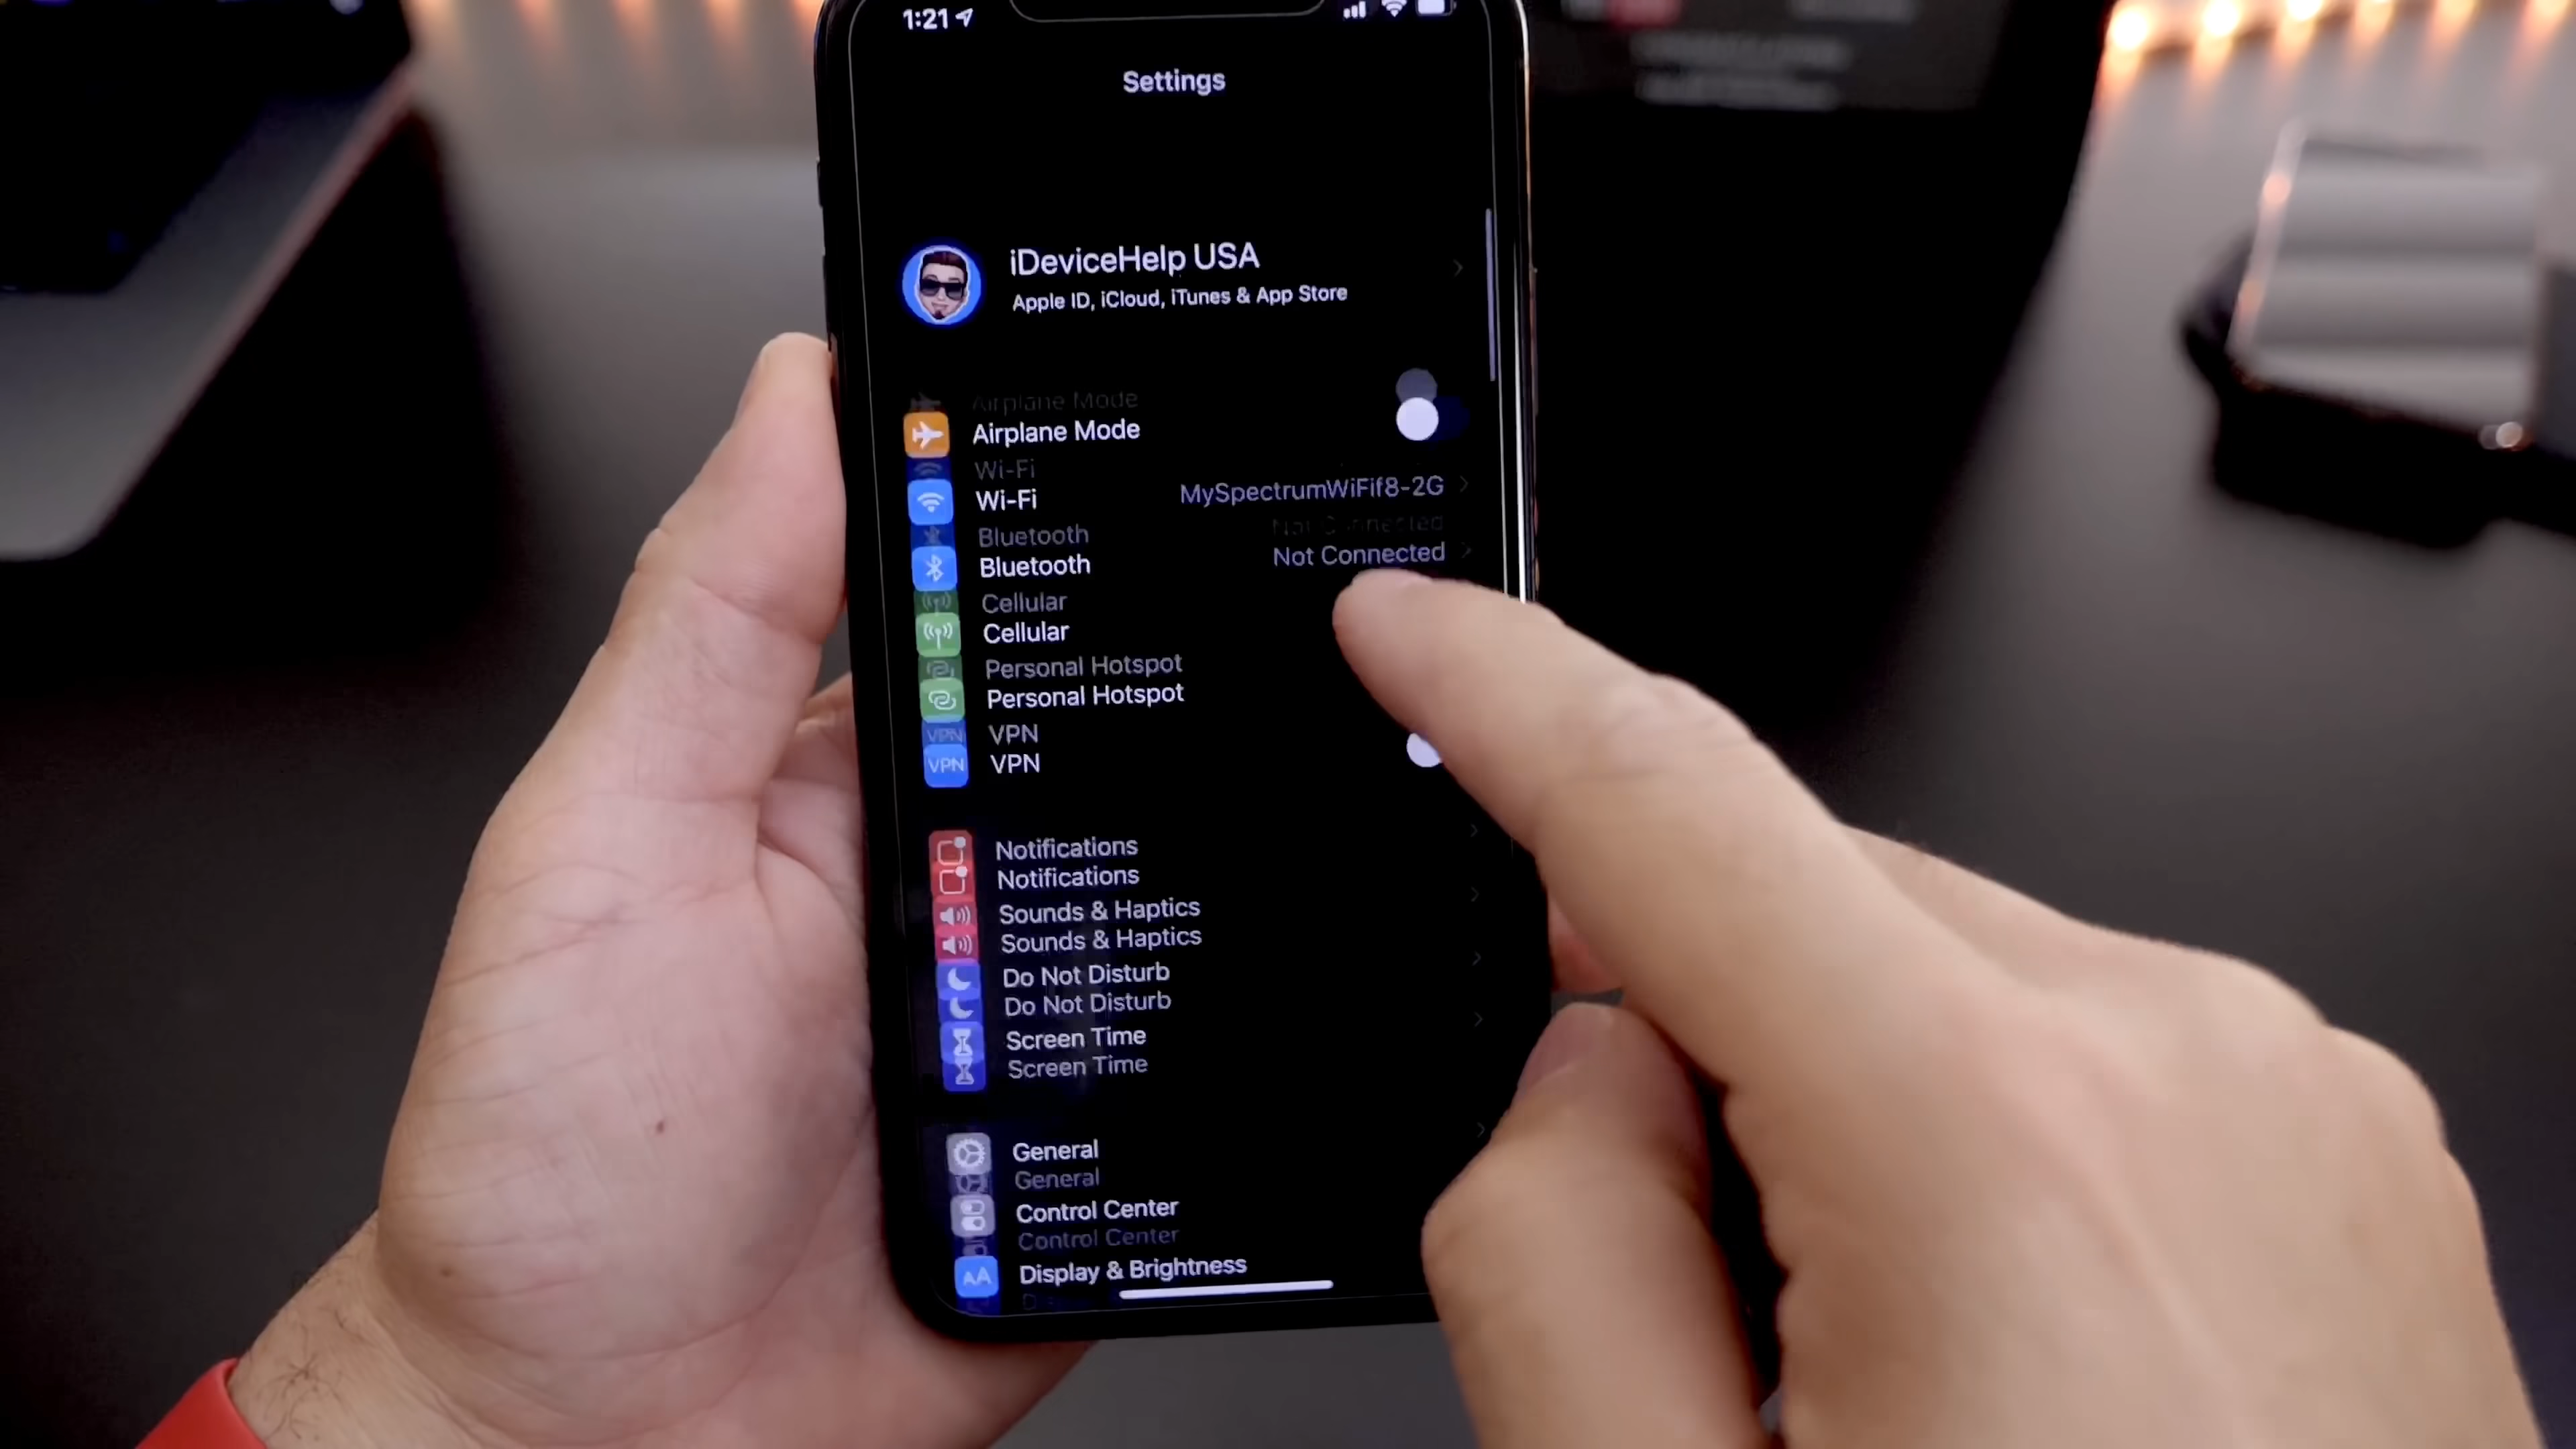 1:21
Settings
iDeviceHelp USA
Apple ID, iCloud, iTunes & App Store
Airplane Mode
Airplane Mode
Wi-Fi
Wi-Fi MySpectrumWiFif8-2G
Bluetooth Not Connected
Bluetooth Not Connected
Cellular
Cellular
Personal Hotspot
Personal Hotspot
VPN VPN
VPN VPN
Notifications
Notifications
Sounds & Haptics
Sounds & Haptics
Do Not Disturb
Do Not Disturb
Screen Time
Screen Time
General
General
Control Center
Control Center
AA Display & Brightness